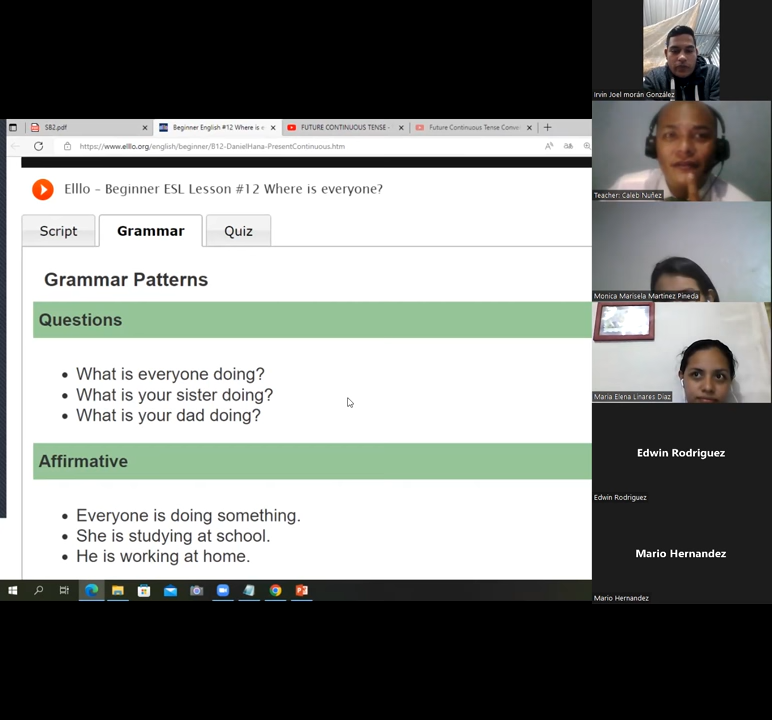 SB2.pdf
Beginner English #12 Where is e
FUTURE CONTINUOUS TENSE -
Future Continuous Tense Conve
https://www.elllo.org/english/beginner/B12-DanielHana-PresentContinuous.htm
Elllo – Beginner ESL Lesson #12 Where is everyone?
Script
Grammar
Quiz
Grammar Patterns
Questions
What is everyone doing?
What is your sister doing?
What is your dad doing?
Affirmative
Everyone is doing something.
She is studying at school.
He is working at home.
Irvin Joel morán González
Teacher: Caleb Nuñez
Monica Marisela Martinez Pineda
Maria Elena Linares Diaz
Edwin Rodriguez
Edwin Rodriguez
Mario Hernandez
Mario Hernandez